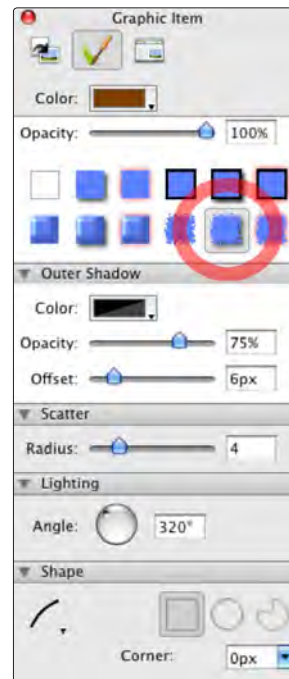 Graphic Item
Color:
Opacity: 100%
Outer Shadow
Color:
Opacity: 75%
Offset: 6px
Scatter
Radius: 4
Lighting
Angle: 320°
Shape
Corner: 0px